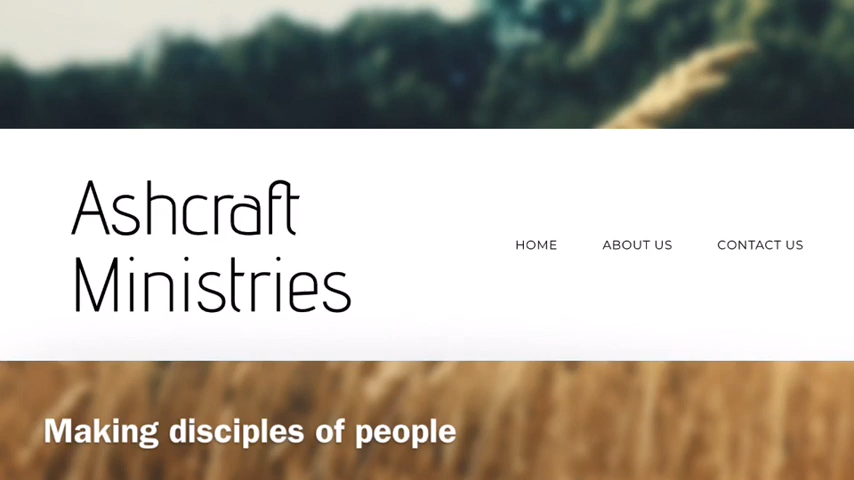 Ashcraft
Ministries
HOME ABOUT US CONTACT US
Making disciples of people